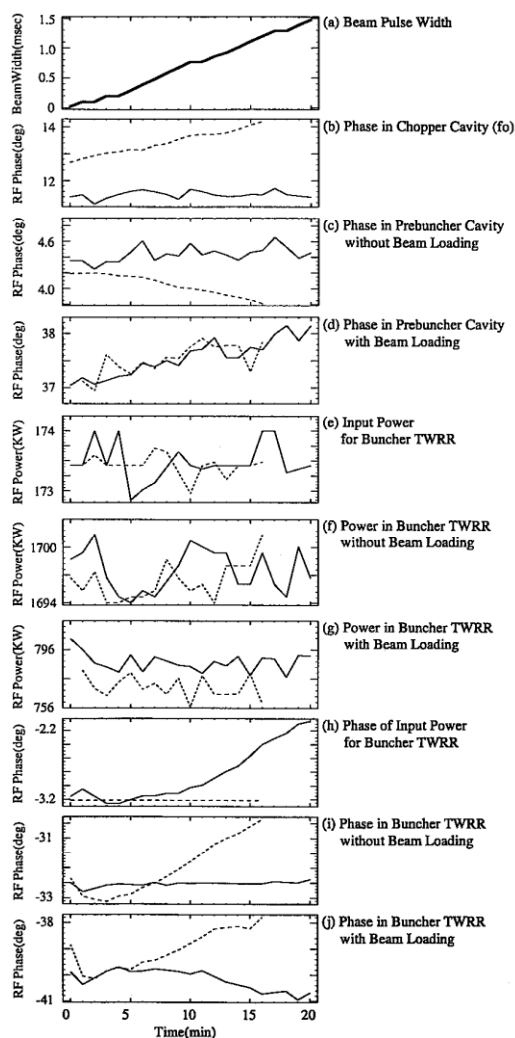 BeamWidth(msec)
1.5
1.0
0.5
0
(a) Beam Pulse Width
RF Phase(deg)
14
12
(b) Phase in Chopper Cavity (fo)
RF Phase(deg)
4.6
4.0
(c) Phase in Prebuncher Cavity
without Beam Loading
RF Phase(deg)
38
37
(d) Phase in Prebuncher Cavity
with Beam Loading
RF Power(KW)
174
173
(e) Input Power
for Buncher TWRR
RF Power(KW)
1700
1694
(f) Power in Buncher TWRR
without Beam Loading
RF Power(KW)
796
756
(g) Power in Buncher TWRR
with Beam Loading
RF Phase(deg)
-2.2
-3.2
(h) Phase of Input Power
for Buncher TWRR
RF Phase(deg)
-31
-33
(i) Phase in Buncher TWRR
without Beam Loading
RF Phase(deg)
-38
-41
(j) Phase in Buncher TWRR
with Beam Loading
0 5 10 15 20
Time(min)